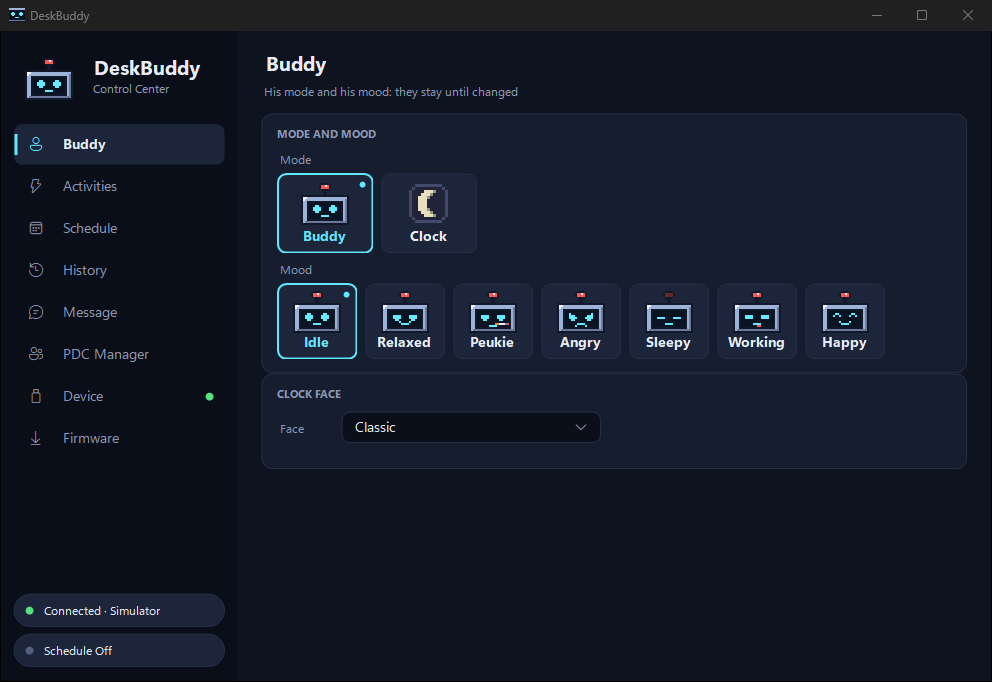 DeskBuddy
DeskBuddy
Control Center
Buddy
Activities
Schedule
History
Message
PDC Manager
Device
Firmware
Connected · Simulator
Schedule Off
Buddy
His mode and his mood: they stay until changed
MODE AND MOOD
Mode
Buddy
Clock
Mood
Idle
Relaxed
Peukie
Angry
Sleepy
Working
Happy
CLOCK FACE
Face
Classic